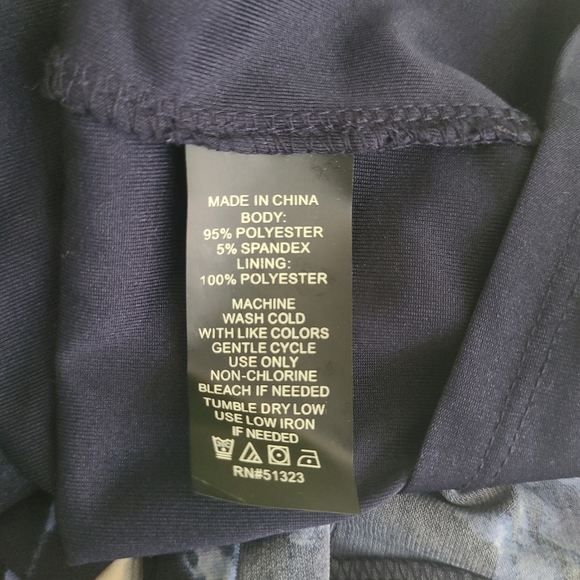 MADE IN CHINA
BODY:
95% POLYESTER
5% SPANDEX
LINING:
100% POLYESTER
MACHINE
WASH COLD
WITH LIKE COLORS
GENTLE CYCLE
USE ONLY
NON-CHLORINE
BLEACH IF NEEDED
TUMBLE DRY LOW
USE LOW IRON
IF NEEDED
RN#51323